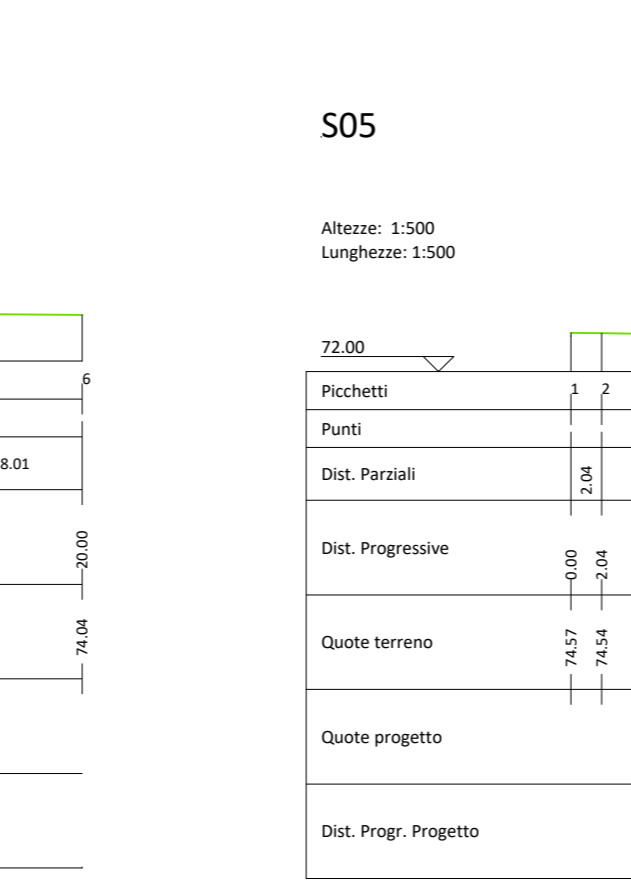 6
8.01
20.00
74.04
S05
Altezze: 1:500
Lunghezze: 1:500
72.00
Picchetti 1 2
Punti
Dist. Parziali 2.04
Dist. Progressive 0.00 2.04
Quote terreno 74.57 74.54
Quote progetto
Dist. Progr. Progetto